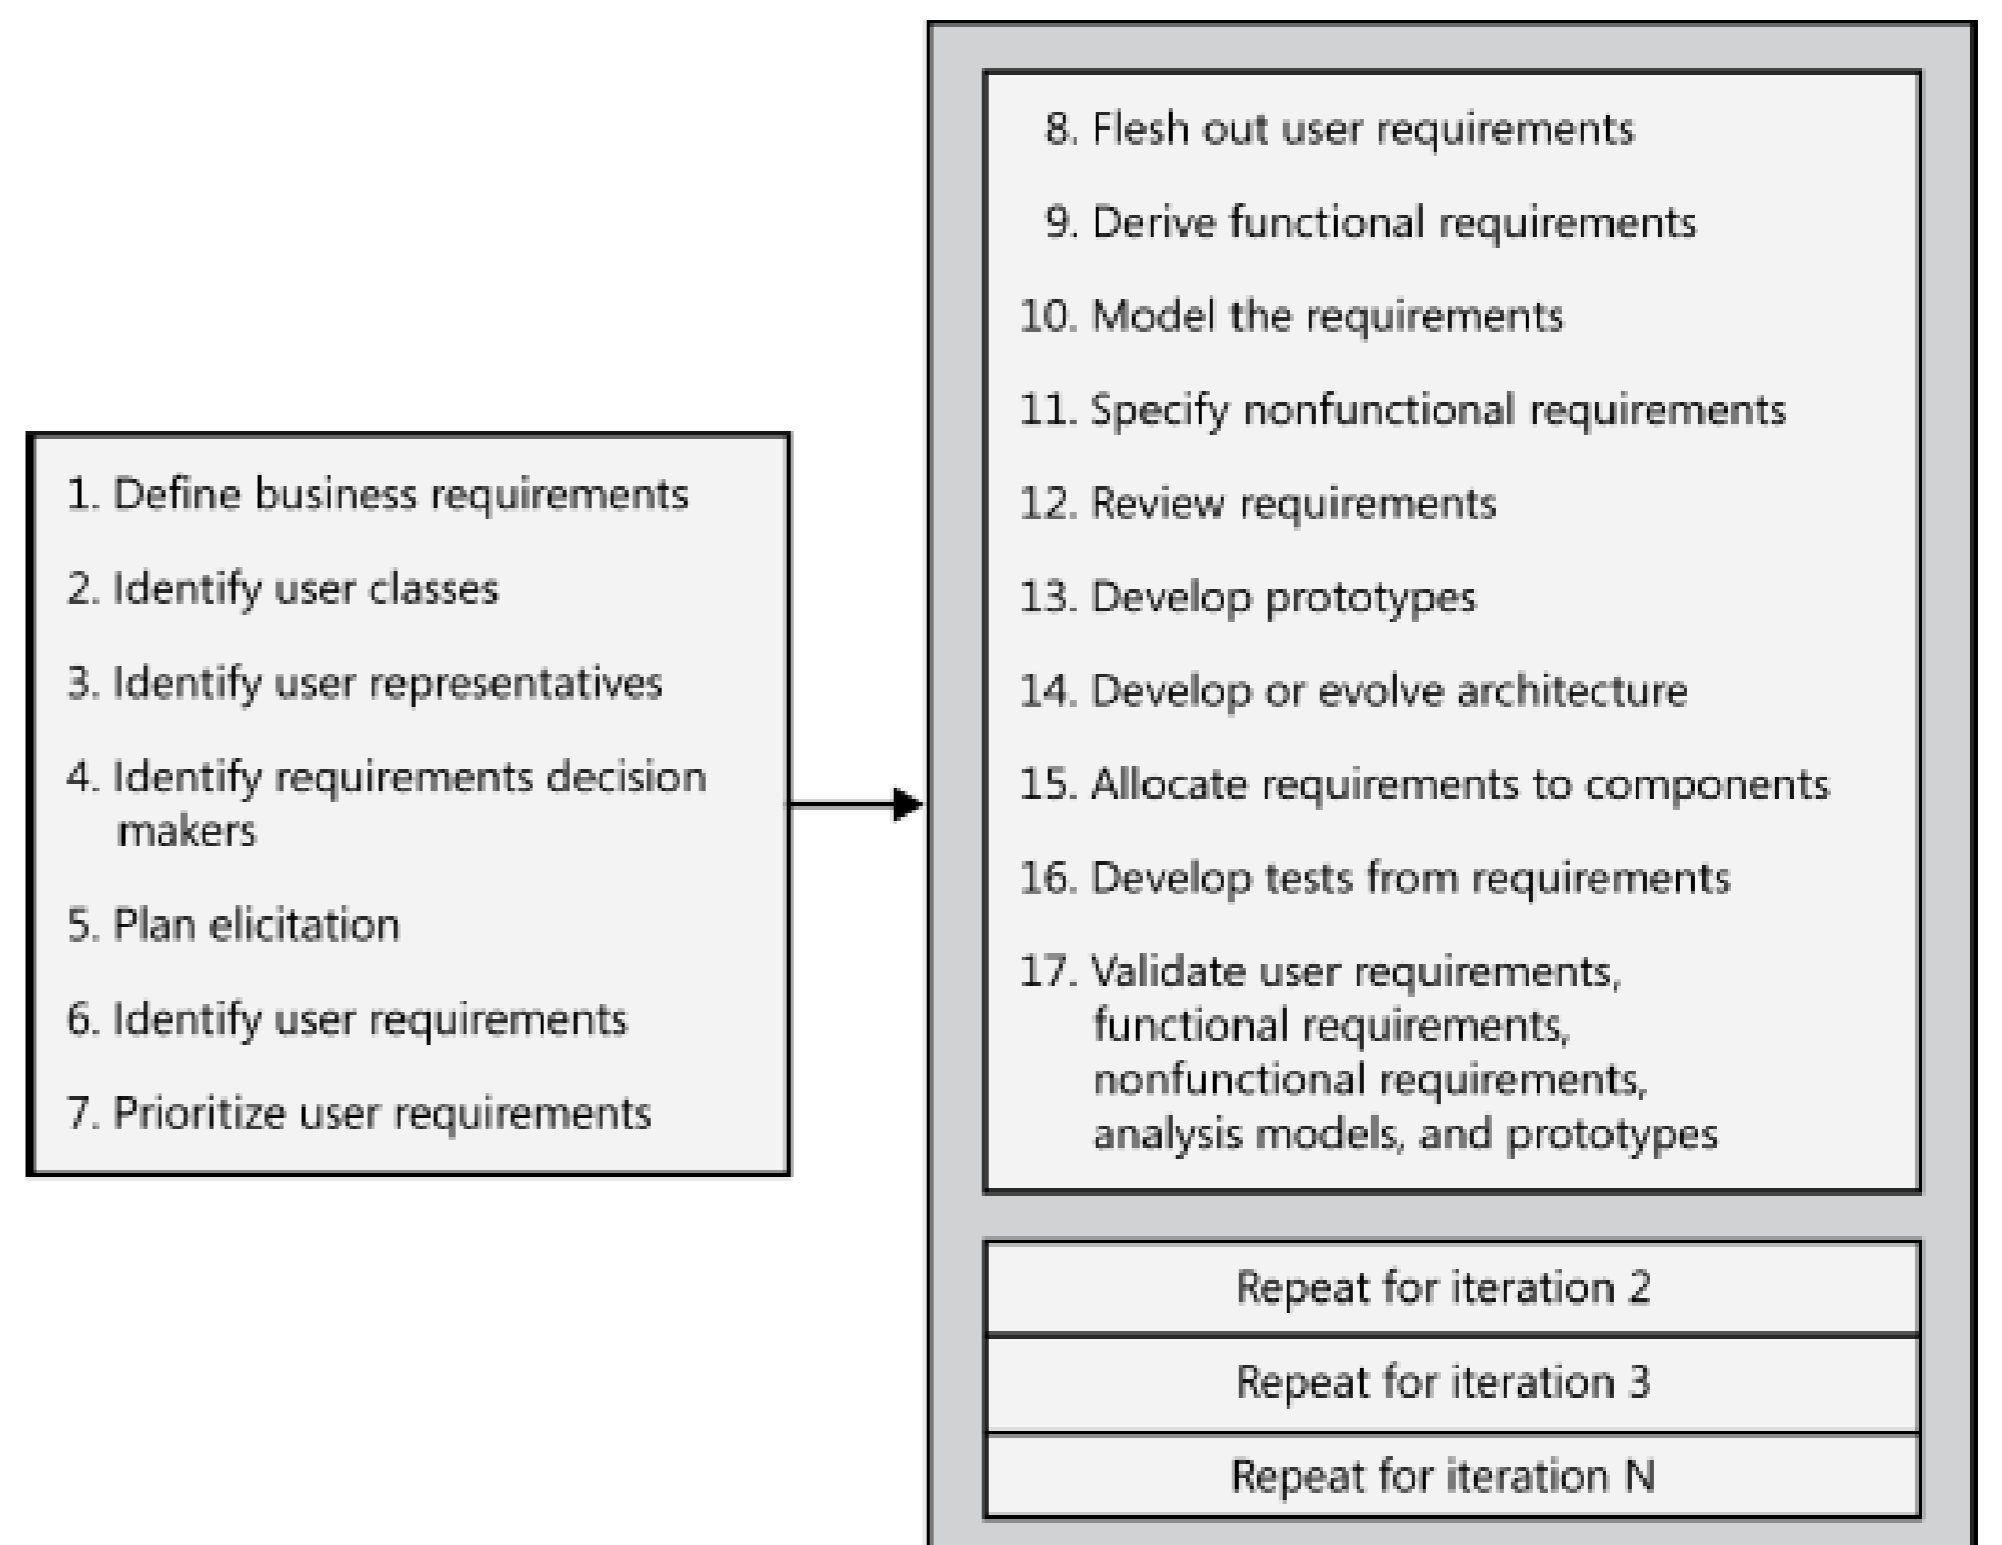 1. Define business requirements
2. Identify user classes
3. Identify user representatives
4. Identify requirements decision
makers
5. Plan elicitation
6. Identify user requirements
7. Prioritize user requirements
8. Flesh out user requirements
9. Derive functional requirements
10. Model the requirements
11. Specify nonfunctional requirements
12. Review requirements
13. Develop prototypes
14. Develop or evolve architecture
15. Allocate requirements to components
16. Develop tests from requirements
17. Validate user requirements,
functional requirements,
nonfunctional requirements,
analysis models, and prototypes
Repeat for iteration 2
Repeat for iteration 3
Repeat for iteration N